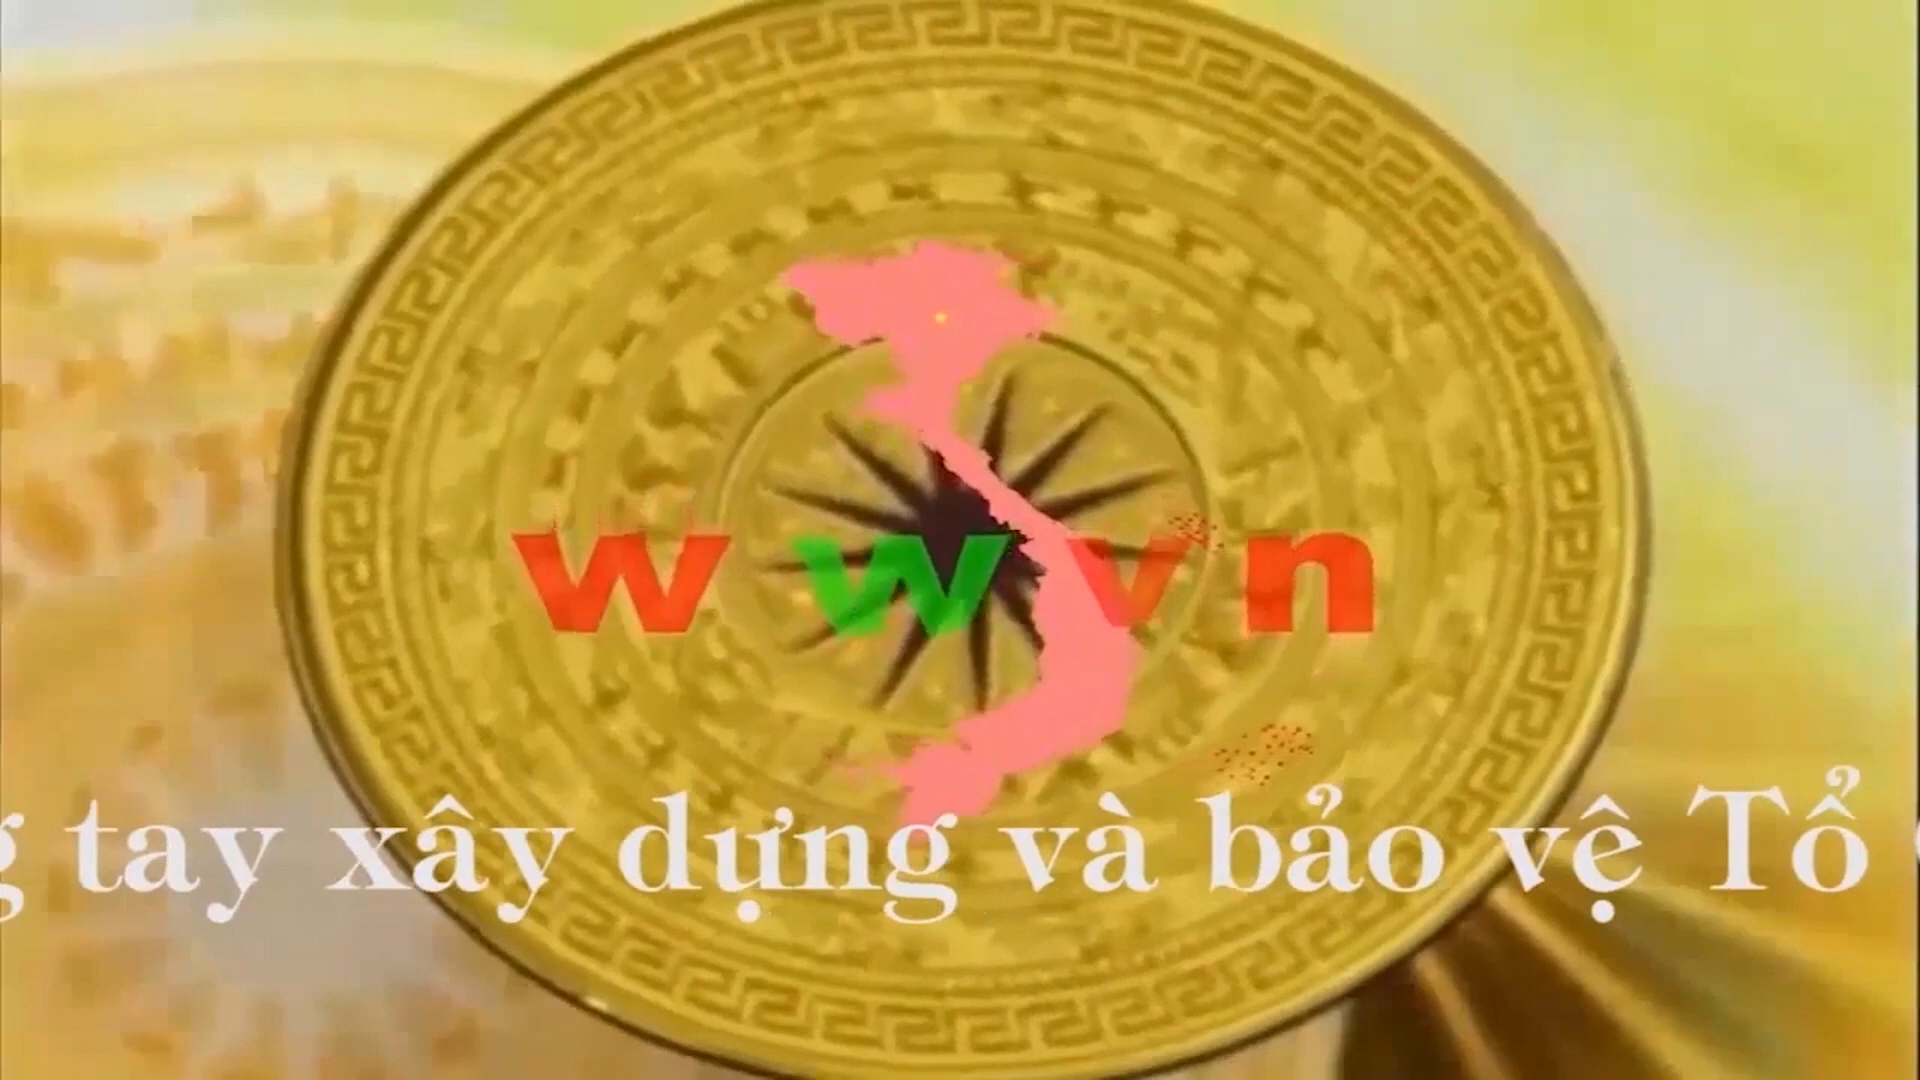 w w v n
g tay xây dựng và bảo vệ Tổ